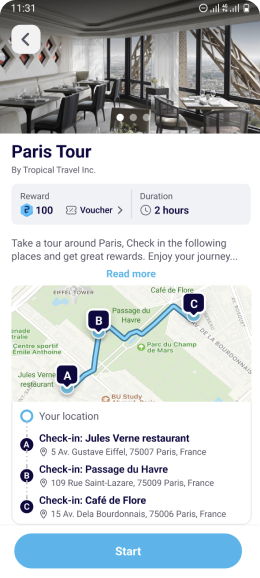 11:31
Paris Tour
By Tropical Travel Inc.
Reward
Duration
100
Voucher
2 hours
Take a tour around Paris, Check in the following
places and get great rewards. Enjoy your journey...
Read more
EIFFEL TOWER
Café de Flore
Passage du
Havre
C
B
DE LA BOURDONNAIS
Centre sportif
Émile Anthoine
Parc du Champ
de Mars
Jules Verne
restaurant
A
BU Study
Your location
A
Check-in: Jules Verne restaurant
5 Av. Gustave Eiffel, 75007 Paris, France
B
Check-in: Passage du Havre
109 Rue Saint-Lazare, 75009 Paris, France
C
Check-in: Café de Flore
15 Av. Dela Bourdonnais, 75006 Paris, France
Start